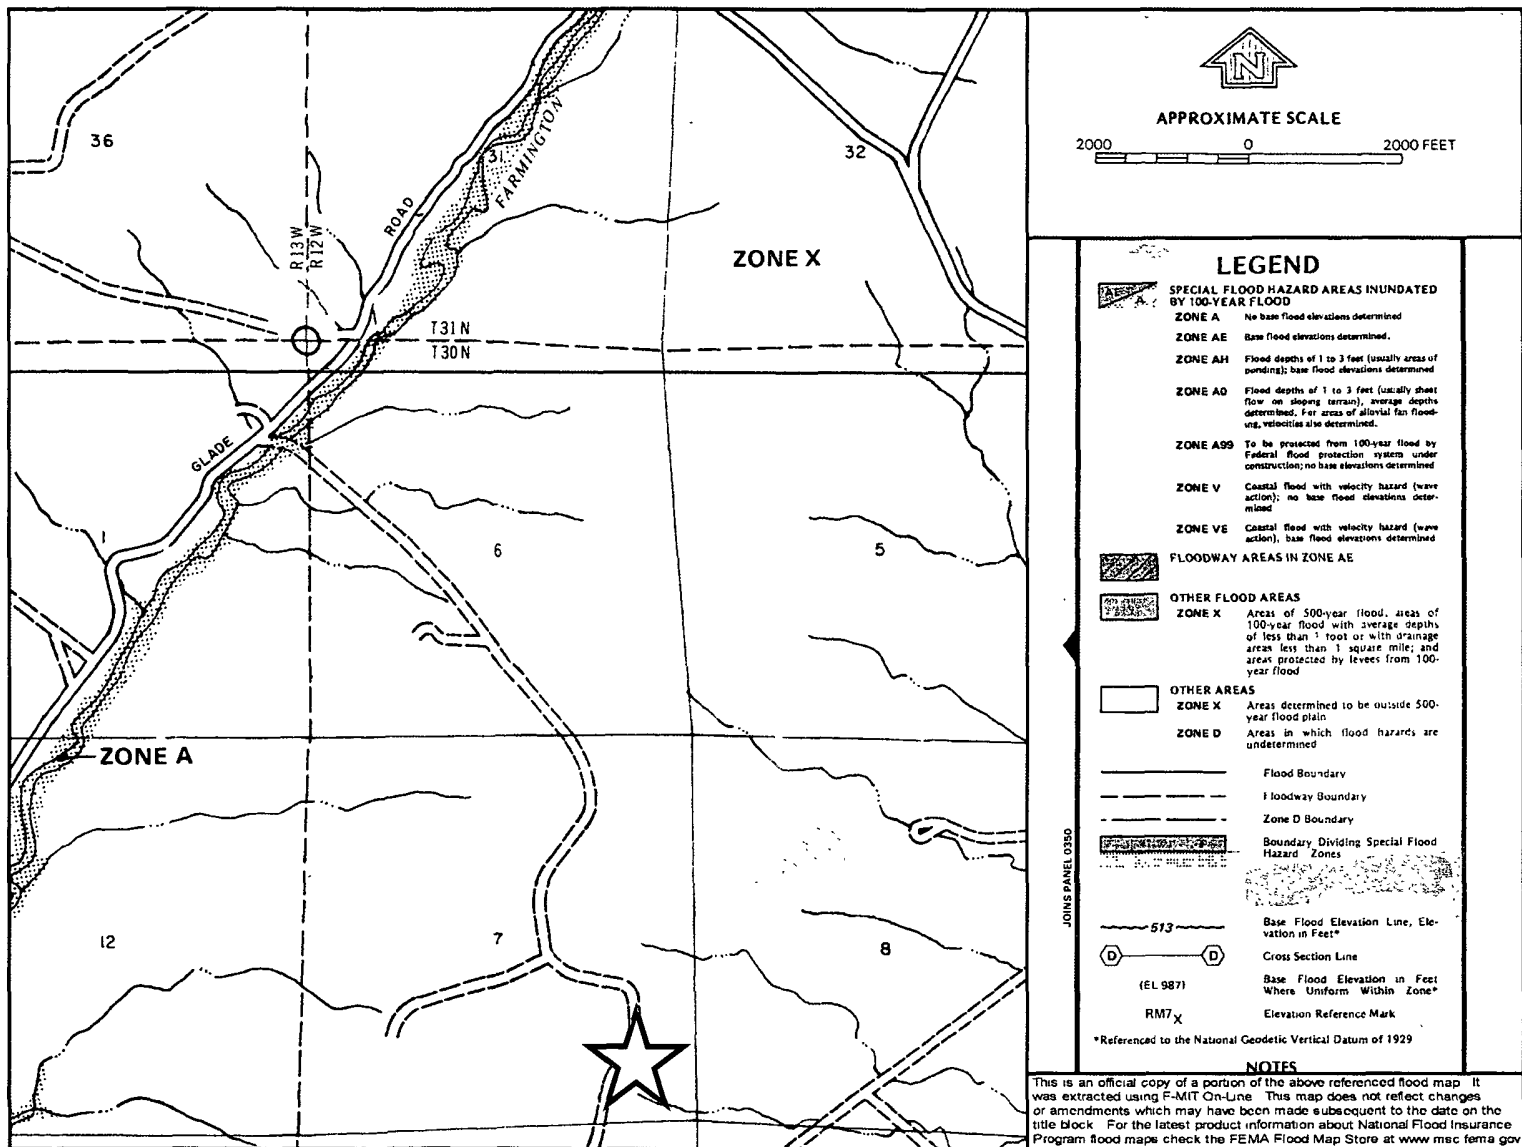 36
31
32
FARMINGTON
ROAD
R13W
R12W
ZONE X
T31N
T30N
GLADE
1
6
5
ZONE A
12
7
8
N
APPROXIMATE SCALE
2000 0 2000 FEET
LEGEND
SPECIAL FLOOD HAZARD AREAS INUNDATED
BY 100-YEAR FLOOD
ZONE A No base flood elevations determined
ZONE AE Base flood elevations determined.
ZONE AH Flood depths of 1 to 3 feet (usually areas of
ponding); base flood elevations determined
ZONE AO Flood depths of 1 to 3 feet (usually sheet
flow on sloping terrain), average depths
determined. For areas of alluvial fan flood-
ing, velocities also determined.
ZONE A99 To be protected from 100-year flood by
Federal flood protection system under
construction; no base elevations determined
ZONE V Coastal flood with velocity hazard (wave
action); no base flood elevations deter-
mined
ZONE VE Coastal flood with velocity hazard (wave
action), base flood elevations determined
FLOODWAY AREAS IN ZONE AE
OTHER FLOOD AREAS
ZONE X Areas of 500-year flood, areas of
100-year flood with average depths
of less than 1 foot or with drainage
areas less than 1 square mile; and
areas protected by levees from 100-
year flood
OTHER AREAS
ZONE X Areas determined to be outside 500-
year flood plain
ZONE D Areas in which flood hazards are
undetermined
Flood Boundary
Floodway Boundary
Zone D Boundary
Boundary Dividing Special Flood
Hazard Zones
513 Base Flood Elevation Line, Ele-
vation in Feet*
D D Cross Section Line
(EL 987) Base Flood Elevation in Feet
Where Uniform Within Zone*
RM7X Elevation Reference Mark
*Referenced to the National Geodetic Vertical Datum of 1929
NOTES
JOINS PANEL 0350
This is an official copy of a portion of the above referenced flood map It
was extracted using F-MIT On-Line This map does not reflect changes
or amendments which may have been made subsequent to the date on the
title block For the latest product information about National Flood Insurance
Program flood maps check the FEMA Flood Map Store at www msc fema gov